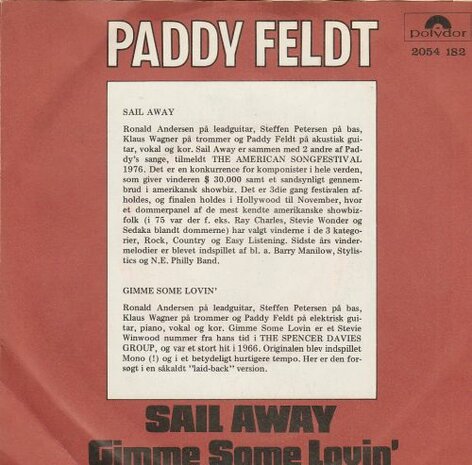 PADDY FELDT
polydor
2054 182
SAIL AWAY
Ronald Andersen på leadguitar, Steffen Petersen på bas,
Klaus Wagner på trommer og Paddy Feldt på akustisk gui-
tar, vokal og kor. Sail Away er sammen med 2 andre af Pad-
dy's sange, tilmeldt THE AMERICAN SONGFESTIVAL
1976. Det er en konkurrence for komponister i hele verden,
som giver vinderen $ 30.000 samt et sandsynligt gennem-
brud i amerikansk showbiz. Det er 3die gang festivalen af-
holdes, og finalen holdes i Hollywood til November, hvor
et dommerpanel af de mest kendte amerikanske showbiz-
folk (i 75 var der f. eks. Ray Charles, Stevie Wonder og
Sedaka blandt dommerne) har valgt vinderne i de 3 katego-
rier, Rock, Country og Easy Listening. Sidste års vinder-
melodier er blevet indspillet af bl. a. Barry Manilow, Stylis-
tics og N.E. Philly Band.
GIMME SOME LOVIN'
Ronald Andersen på leadguitar, Steffen Petersen på bas,
Klaus Wagner på trommer og Paddy Feldt på elektrisk gui-
tar, piano, vokal og kor. Gimme Some Lovin er et Stevie
Winwood nummer fra hans tid i THE SPENCER DAVIES
GROUP, og var et stort hit i 1966. Originalen blev indspillet
Mono (!) og i et betydeligt hurtigere tempo. Her er den for-
søgt i en såkaldt "laid-back" version.
SAIL AWAY
Gimme Some Lovin'